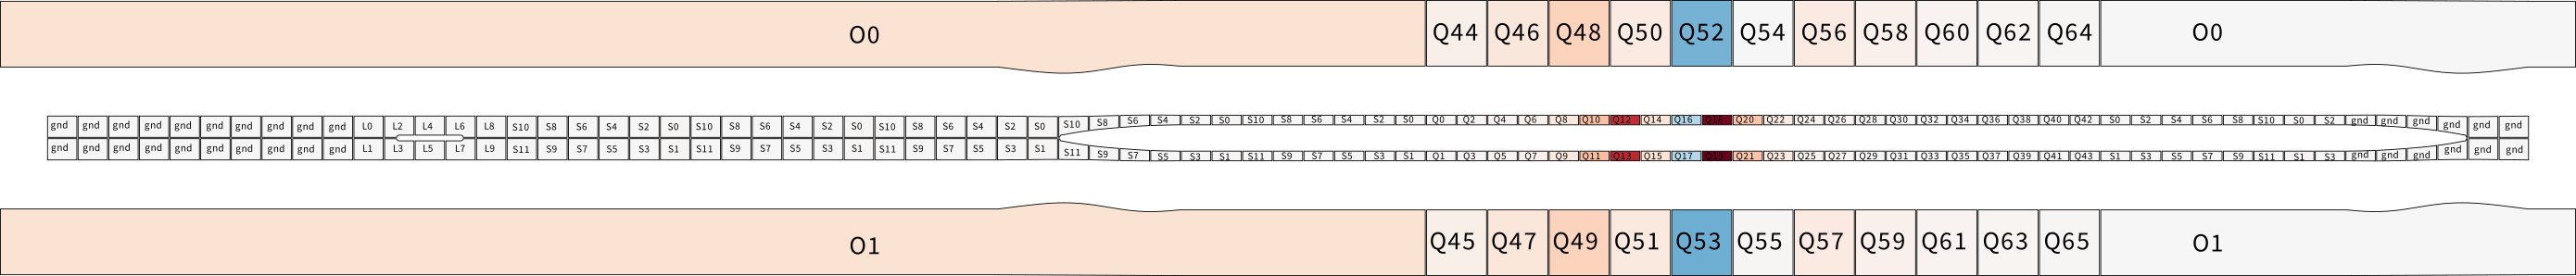 O0 Q44 Q46 Q48 Q50 Q52 Q54 Q56 Q58 Q60 Q62 Q64 O0
gnd gnd gnd gnd gnd gnd gnd gnd gnd gnd L0 L2 L4 L6 L8 S10 S8 S6 S4 S2 S0 S10 S8 S6 S4 S2 S0 S10 S8 S6 S4 S2 S0 S10 S8 S6 S4 S2 S0 S10 S8 S6 S4 S2 S0 Q0 Q2 Q4 Q6 Q8 Q10 Q12 Q14 Q16 Q18 Q20 Q22 Q24 Q26 Q28 Q30 Q32 Q34 Q36 Q38 Q40 Q42 S0 S2 S4 S6 S8 S10 S0 S2 gnd gnd gnd gnd gnd gnd
gnd gnd gnd gnd gnd gnd gnd gnd gnd gnd L1 L3 L5 L7 L9 S11 S9 S7 S5 S3 S1 S11 S9 S7 S5 S3 S1 S11 S9 S7 S5 S3 S1 S11 S9 S7 S5 S3 S1 S11 S9 S7 S5 S3 S1 Q1 Q3 Q5 Q7 Q9 Q11 Q13 Q15 Q17 Q19 Q21 Q23 Q25 Q27 Q29 Q31 Q33 Q35 Q37 Q39 Q41 Q43 S1 S3 S5 S7 S9 S11 S1 S3 gnd gnd gnd gnd gnd gnd
O1 Q45 Q47 Q49 Q51 Q53 Q55 Q57 Q59 Q61 Q63 Q65 O1